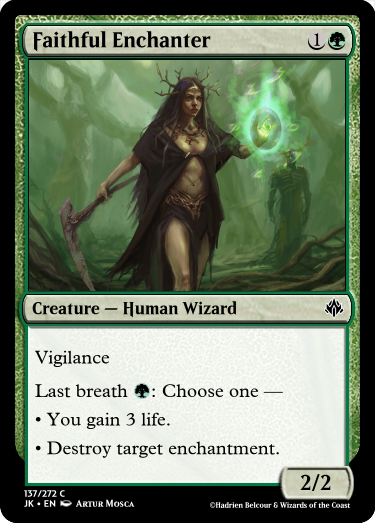 Faithful Enchanter 1
Creature — Human Wizard
Vigilance
Last breath : Choose one —
• You gain 3 life.
• Destroy target enchantment.
2/2
137/272 C
JK • EN Artur Mosca
©Hadrien Belcour & Wizards of the Coast